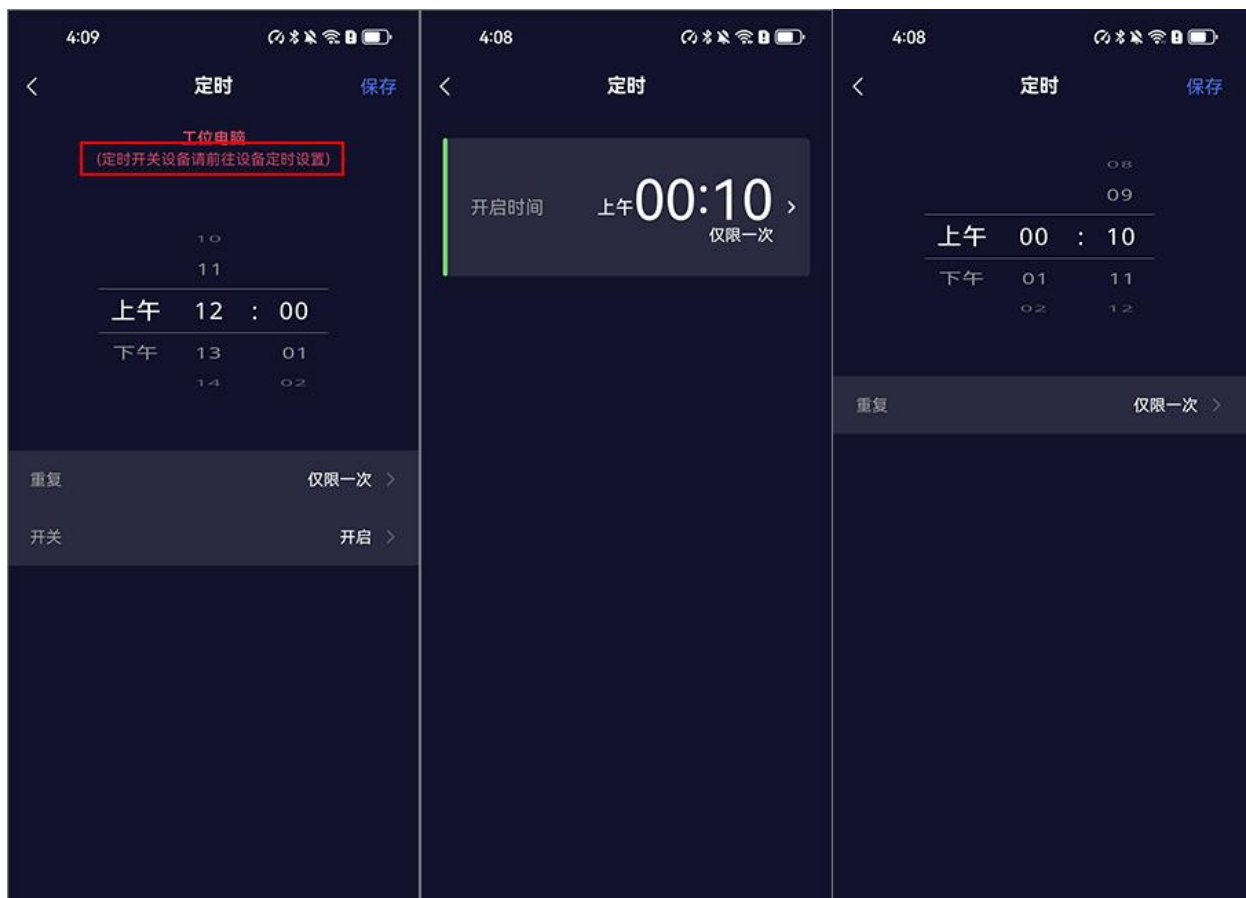 4:09
定时
保存
工位电脑
(定时开关设备请前往设备定时设置)
10
11
上午 12 : 00
下午 13 01
14 02
重复 仅限一次
开关 开启
4:08
定时
开启时间 上午00:10
仅限一次
4:08
定时
保存
08
09
上午 00 : 10
下午 01 11
02 12
重复 仅限一次